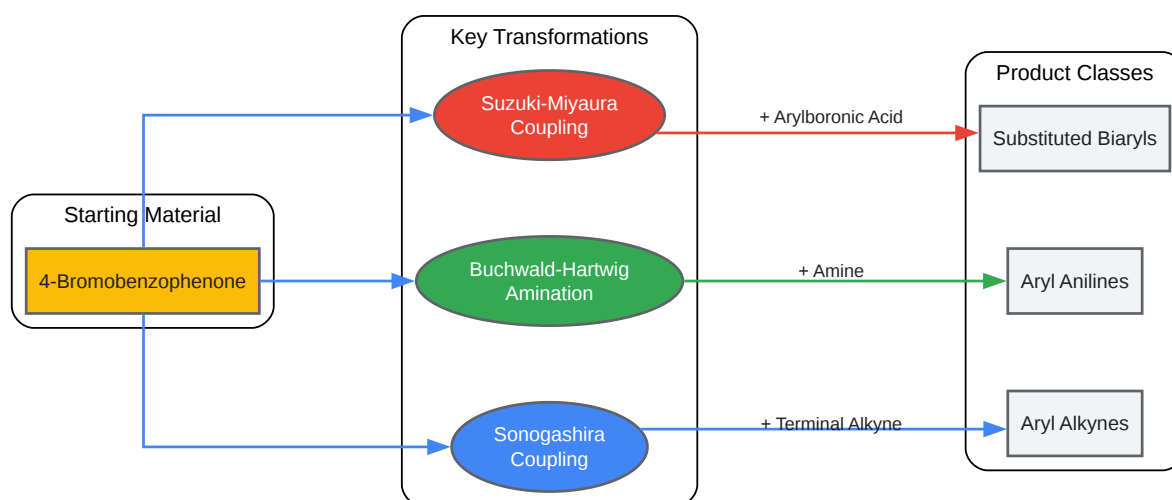 Key Transformations
Product Classes
Suzuki-Miyaura
Coupling
+ Arylboronic Acid
Substituted Biaryls
Starting Material
4-Bromobenzophenone
Buchwald-Hartwig
Amination
+ Amine
Aryl Anilines
Sonogashira
Coupling
+ Terminal Alkyne
Aryl Alkynes